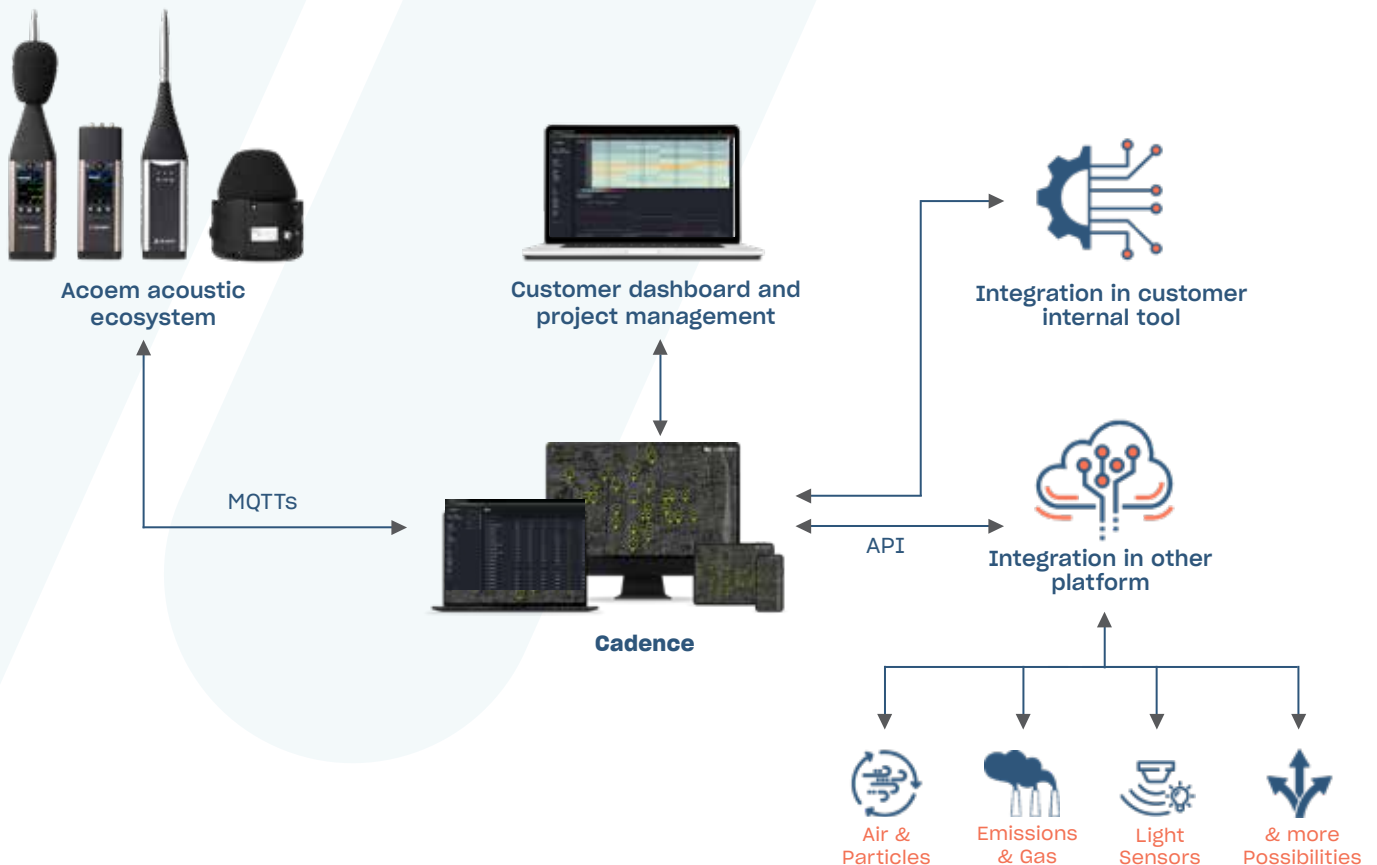 Acoem acoustic
ecosystem
Customer dashboard and
project management
Integration in customer
internal tool
MQTTs
API
Integration in other
platform
Cadence
Air &
Particles
Emissions
& Gas
Light
Sensors
& more
Possibilities